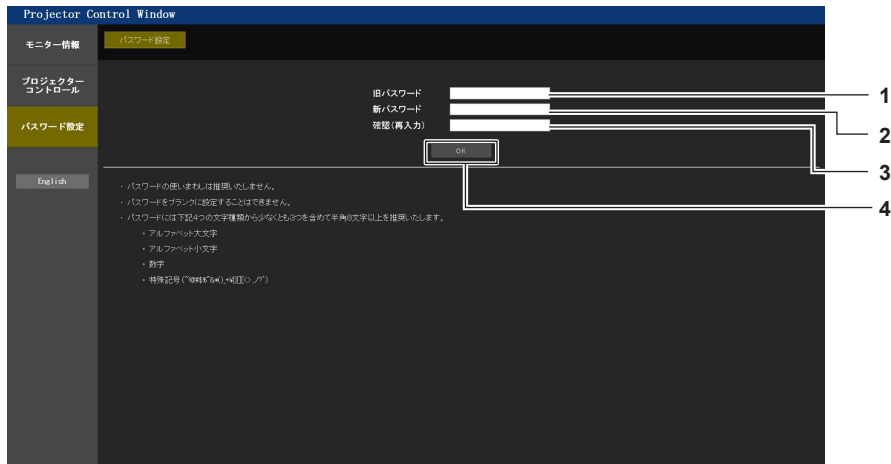 Projector Control Window
モニター情報
プロジェクター
コントロール
パスワード設定
English
パスワード設定
旧パスワード
新パスワード
確認(再入力)
OK
・パスワードの使いまわしは推奨いたしません。
・パスワードをブランクに設定することはできません。
・パスワードには下記4つの文字種類から少なくとも3つを含めて半角8文字以上を推奨いたします。
・アルファベット大文字
・アルファベット小文字
・数字
・特殊記号
1
2
3
4